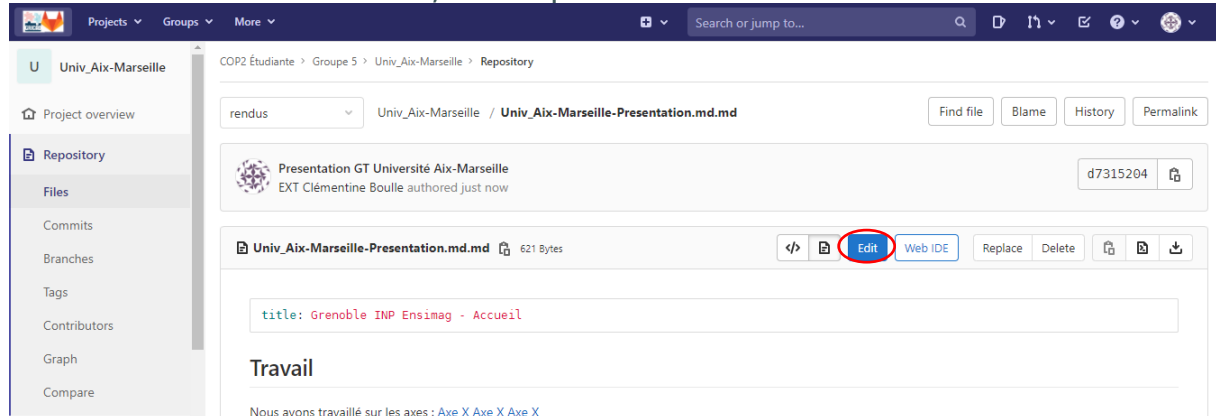 Projects Groups More Search or jump to...
U Univ_Aix-Marseille
COP2 Étudiante > Groupe 5 > Univ_Aix-Marseille > Repository
Project overview
rendus Univ_Aix-Marseille / Univ_Aix-Marseille-Presentation.md.md Find file Blame History Permalink
Repository
Presentation GT Université Aix-Marseille
EXT Clémentine Boulle authored just now
d7315204
Files
Commits
Univ_Aix-Marseille-Presentation.md.md 621 Bytes </> Edit Web IDE Replace Delete
Branches
Tags
title: Grenoble INP Ensimag - Accueil
Contributors
Graph
Travail
Compare
Nous avons travaillé sur les axes : Axe X Axe X Axe X